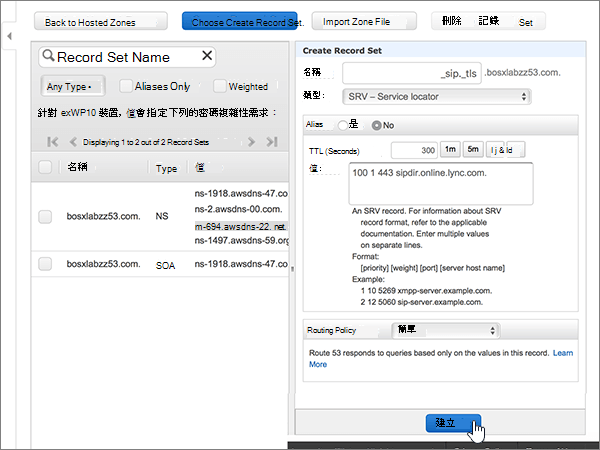 Back to Hosted Zones
Choose Create Record Set.
Import Zone File
刪除 記錄 Set
Record Set Name
Any Type
Aliases Only
Weighted
針對 exWP10 裝置，值會指定下列的密碼複雜性需求：
Displaying 1 to 2 out of 2 Record Sets
名稱 Type 值
bosxlabzz53.com. NS
ns-1918.awsdns-47.co
ns-2.awsdns-00.com.
m-694.awsdns-22. net.
ns-1497.awsdns-59.org
bosxlabzz53.com. SOA ns-1918.awsdns-47.co
Create Record Set
名稱 _sip._tls .bosxlabzz53.com.
類型： SRV – Service locator
Alias 是 No
TTL (Seconds) 300 1m 5m
值： 100 1 443 sipdir.online.lync.com.
An SRV record. For information about SRV
record format, refer to the applicable
documentation. Enter multiple values
on separate lines.
Format:
[priority] [weight] [port] [server host name]
Example:
1 10 5269 xmpp-server.example.com.
2 12 5060 sip-server.example.com.
Routing Policy 簡單
Route 53 responds to queries based only on the values in this record. Learn
More
建立